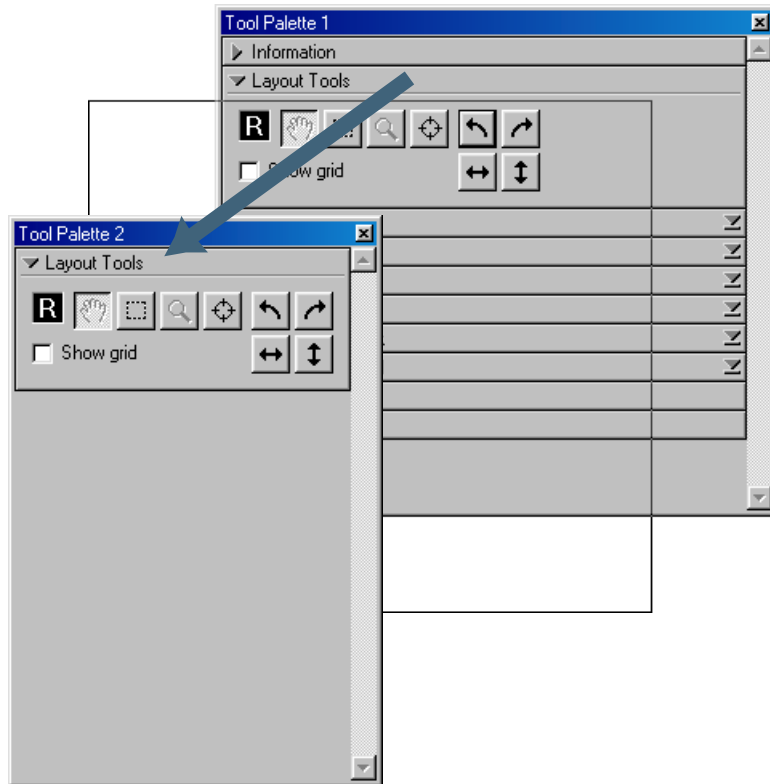 Tool Palette 1
Information
Layout Tools
R
Show grid
Tool Palette 2
Layout Tools
R
Show grid